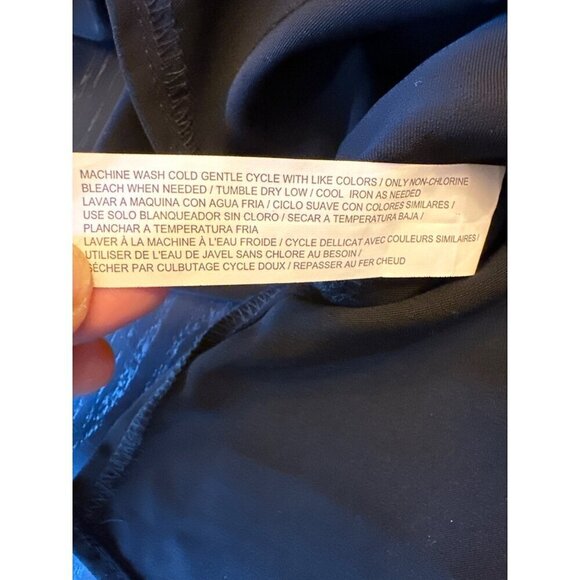 MACHINE WASH COLD GENTLE CYCLE WITH LIKE COLORS / ONLY NON-CHLORINE
BLEACH WHEN NEEDED / TUMBLE DRY LOW / COOL IRON AS NEEDED
LAVAR A MAQUINA CON AGUA FRIA / CICLO SUAVE CON COLORES SIMILARES /
USE SOLO BLANQUEADOR SIN CLORO / SECAR A TEMPERATURA BAJA /
PLANCHAR A TEMPERATURA FRIA
LAVER À LA MACHINE À L'EAU FROIDE / CYCLE DELLICAT AVEC COULEURS SIMILAIRES /
UTILISER DE L'EAU DE JAVEL SANS CHLORE AU BESOIN /
SÉCHER PAR CULBUTAGE CYCLE DOUX / REPASSER AU FER CHEUD